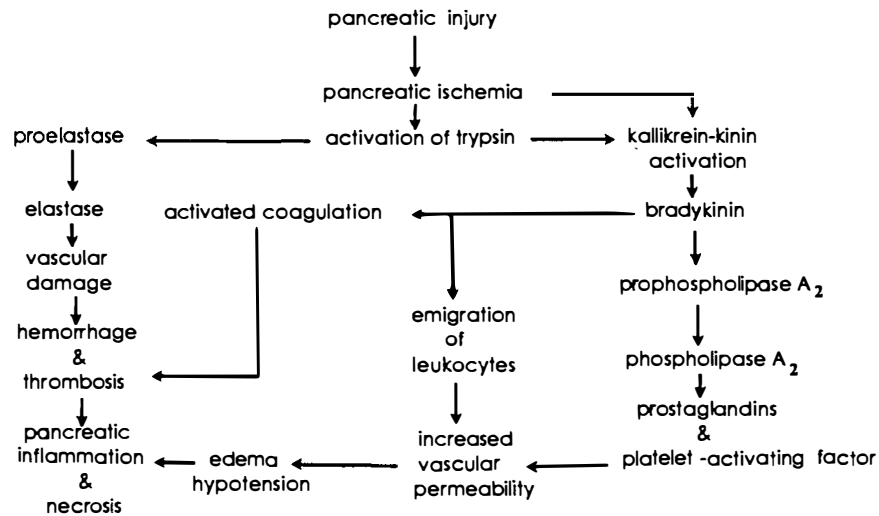 pancreatic injury
pancreatic ischemia
proelastase
activation of trypsin
kallikrein-kinin
activation
elastase
activated coagulation
bradykinin
vascular
damage
prophospholipase A2
hemorrhage
&
thrombosis
emigration
of
leukocytes
phospholipase A2
prostaglandins
&
platelet-activating factor
pancreatic
inflammation
&
necrosis
edema
hypotension
increased
vascular
permeability